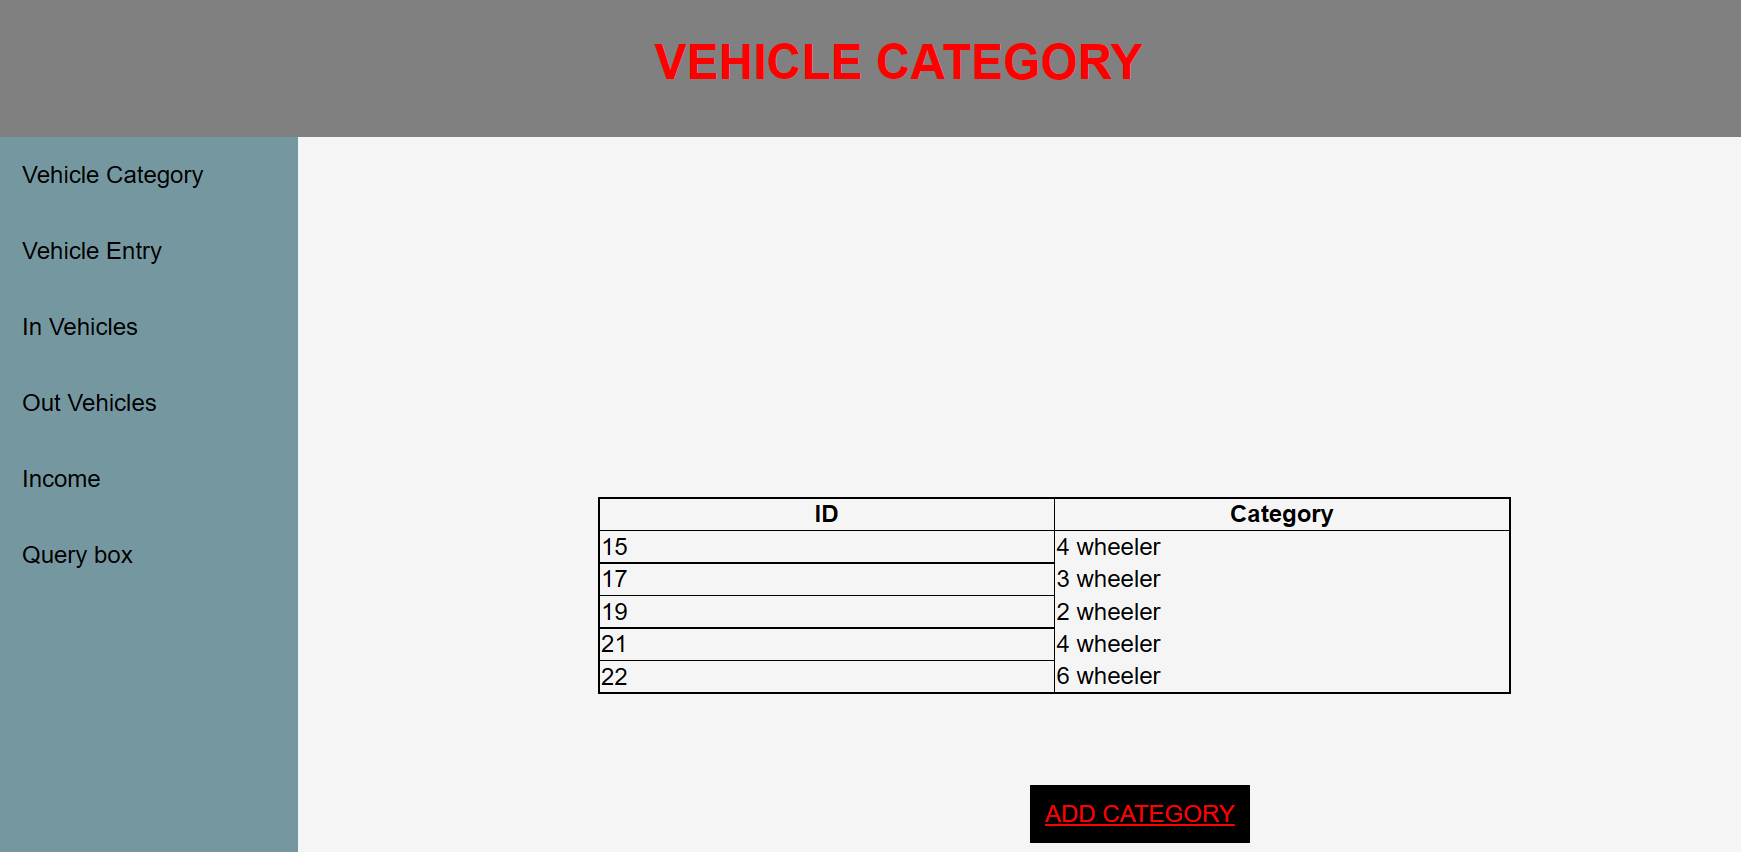 VEHICLE CATEGORY
Vehicle Category
Vehicle Entry
In Vehicles
Out Vehicles
Income
Query box
ID Category
15 4 wheeler
17 3 wheeler
19 2 wheeler
21 4 wheeler
22 6 wheeler
ADD CATEGORY